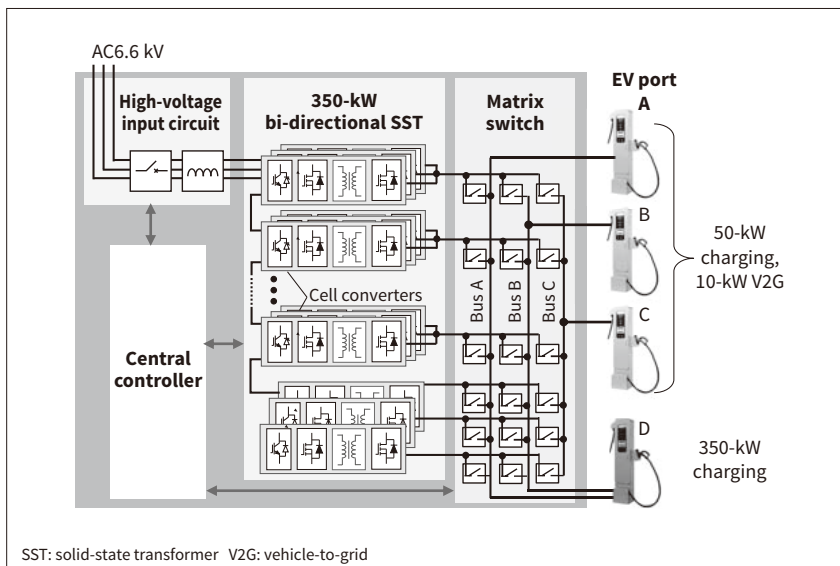 AC6.6 kV
High-voltage
input circuit
350-kW
bi-directional SST
Matrix
switch
EV port
A
B
50-kW
charging,
10-kW V2G
Cell converters
Bus A
Bus B
Bus C
C
Central
controller
D
350-kW
charging
SST: solid-state transformer V2G: vehicle-to-grid